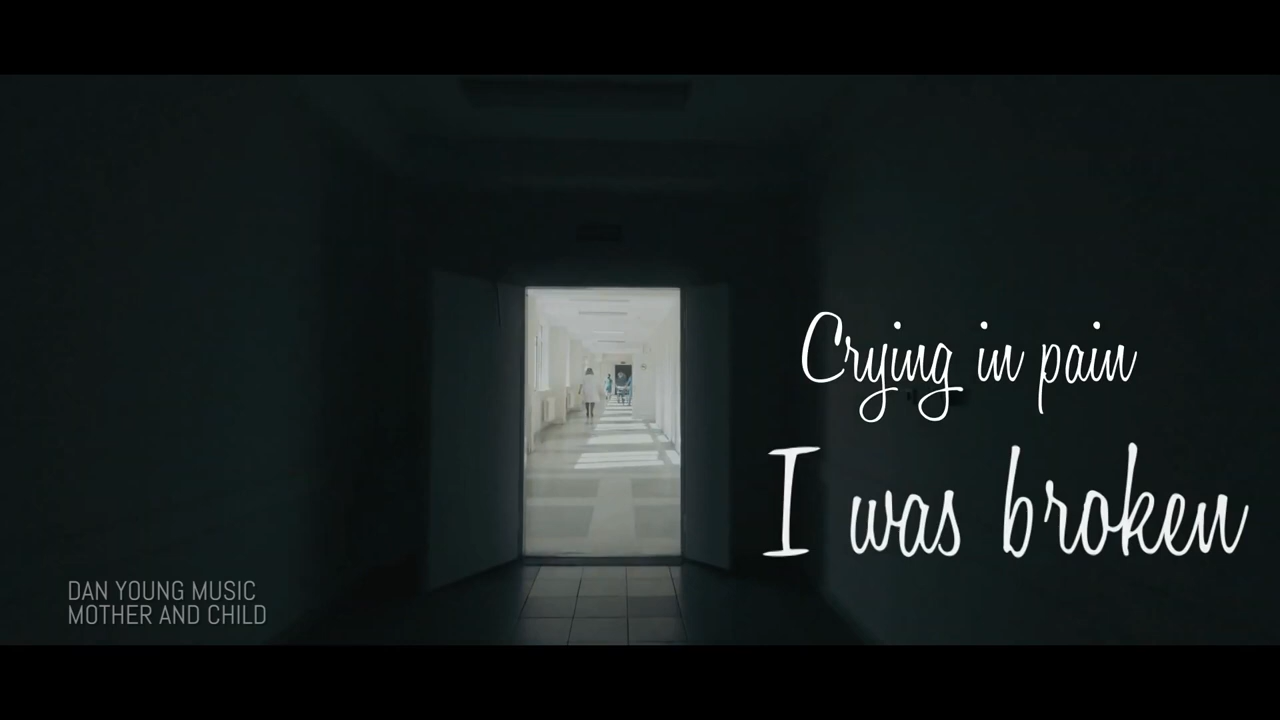 Crying in pain
I was broken
DAN YOUNG MUSIC
MOTHER AND CHILD